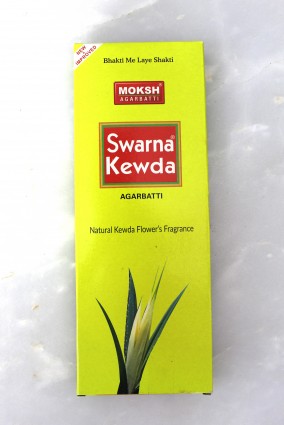 NEW
IMPROVED
Bhakti Me Laye Shakti
MOKSH®
AGARBATTI
Swarna®
Kewda
AGARBATTI
Natural Kewda Flower's Fragrance